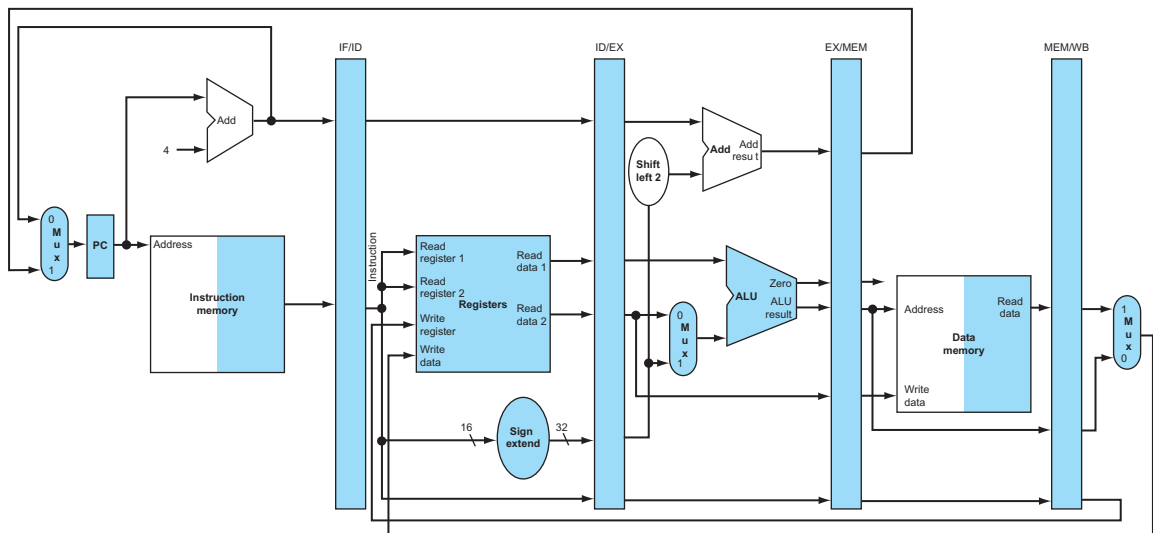 IF/ID
ID/EX
EX/MEM
MEM/WB
Add
4
Add
Add
resu t
Shift
left 2
0
M
u
x
1
PC
Address
Instruction
memory
Instruction
Read
register 1
Read
register 2
Write
register
Write
data
Registers
Read
data 1
Read
data 2
0
M
u
x
1
ALU
Zero
ALU
result
Address
Write
data
Read
data
Data
memory
1
M
u
x
0
16
Sign
extend
32